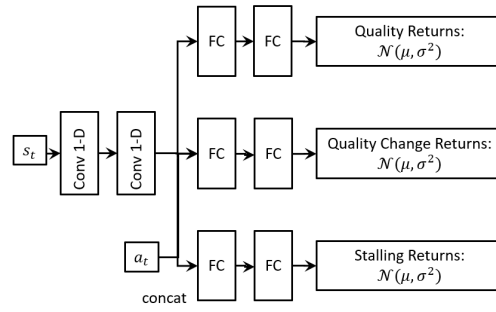 FC
FC
Quality Returns:
𝒩(μ, σ²)
s_t
Conv 1-D
Conv 1-D
FC
FC
Quality Change Returns:
𝒩(μ, σ²)
a_t
FC
FC
Stalling Returns:
𝒩(μ, σ²)
concat